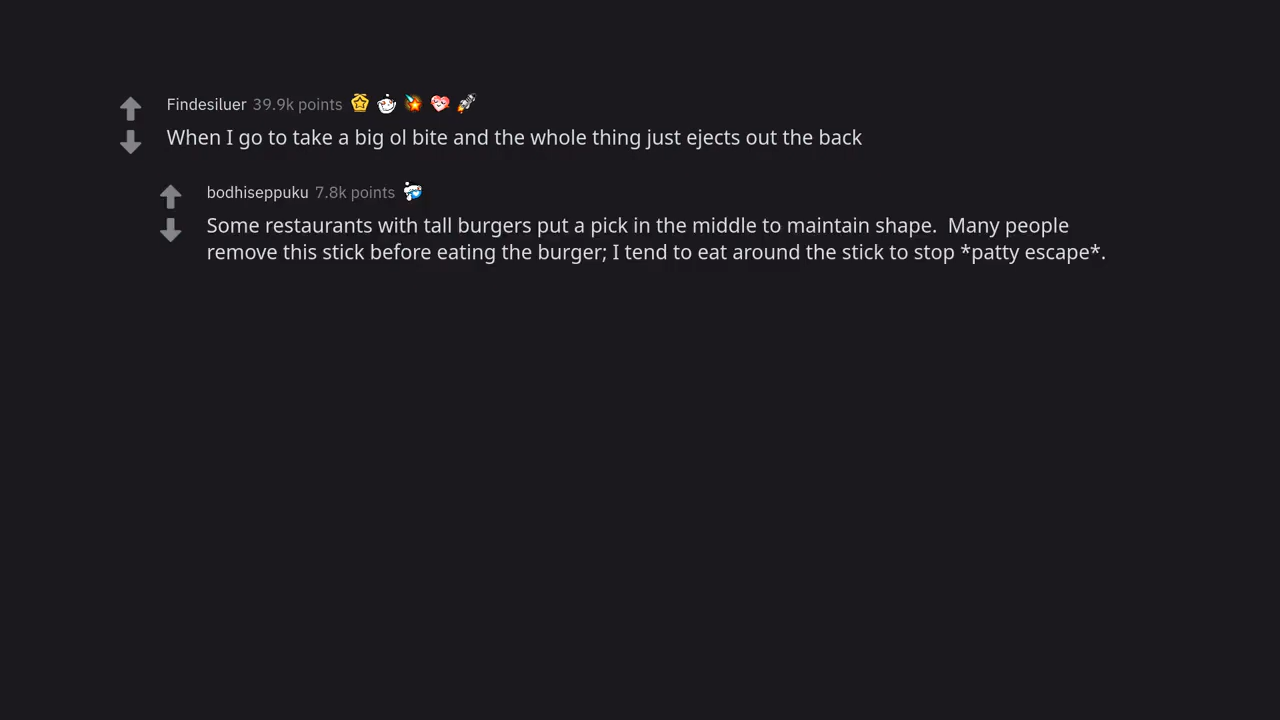 Findesiluer 39.9k points
When I go to take a big ol bite and the whole thing just ejects out the back
bodhiseppuku 7.8k points
Some restaurants with tall burgers put a pick in the middle to maintain shape.  Many people
remove this stick before eating the burger; I tend to eat around the stick to stop *patty escape*.